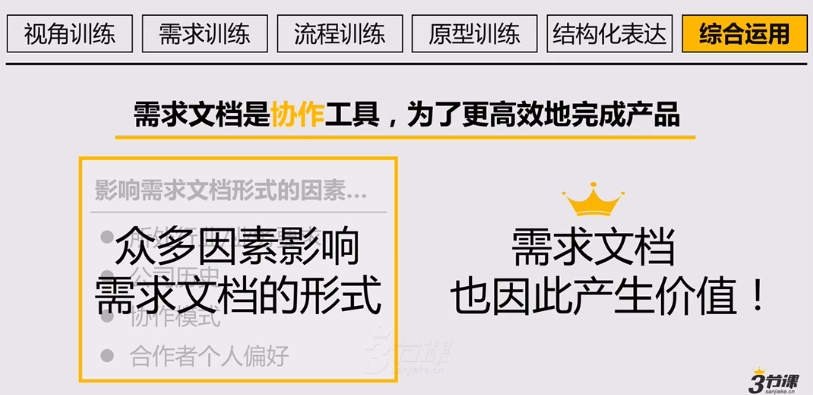 视角训练 需求训练 流程训练 原型训练 结构化表达 综合运用
需求文档是协作工具，为了更高效地完成产品
影响需求文档形式的因素...
公司历史
协作模式
合作者个人偏好
众多因素影响
需求文档的形式
需求文档
也因此产生价值！
3节课
sanjieke.cn
3节课
sanjieke.cn